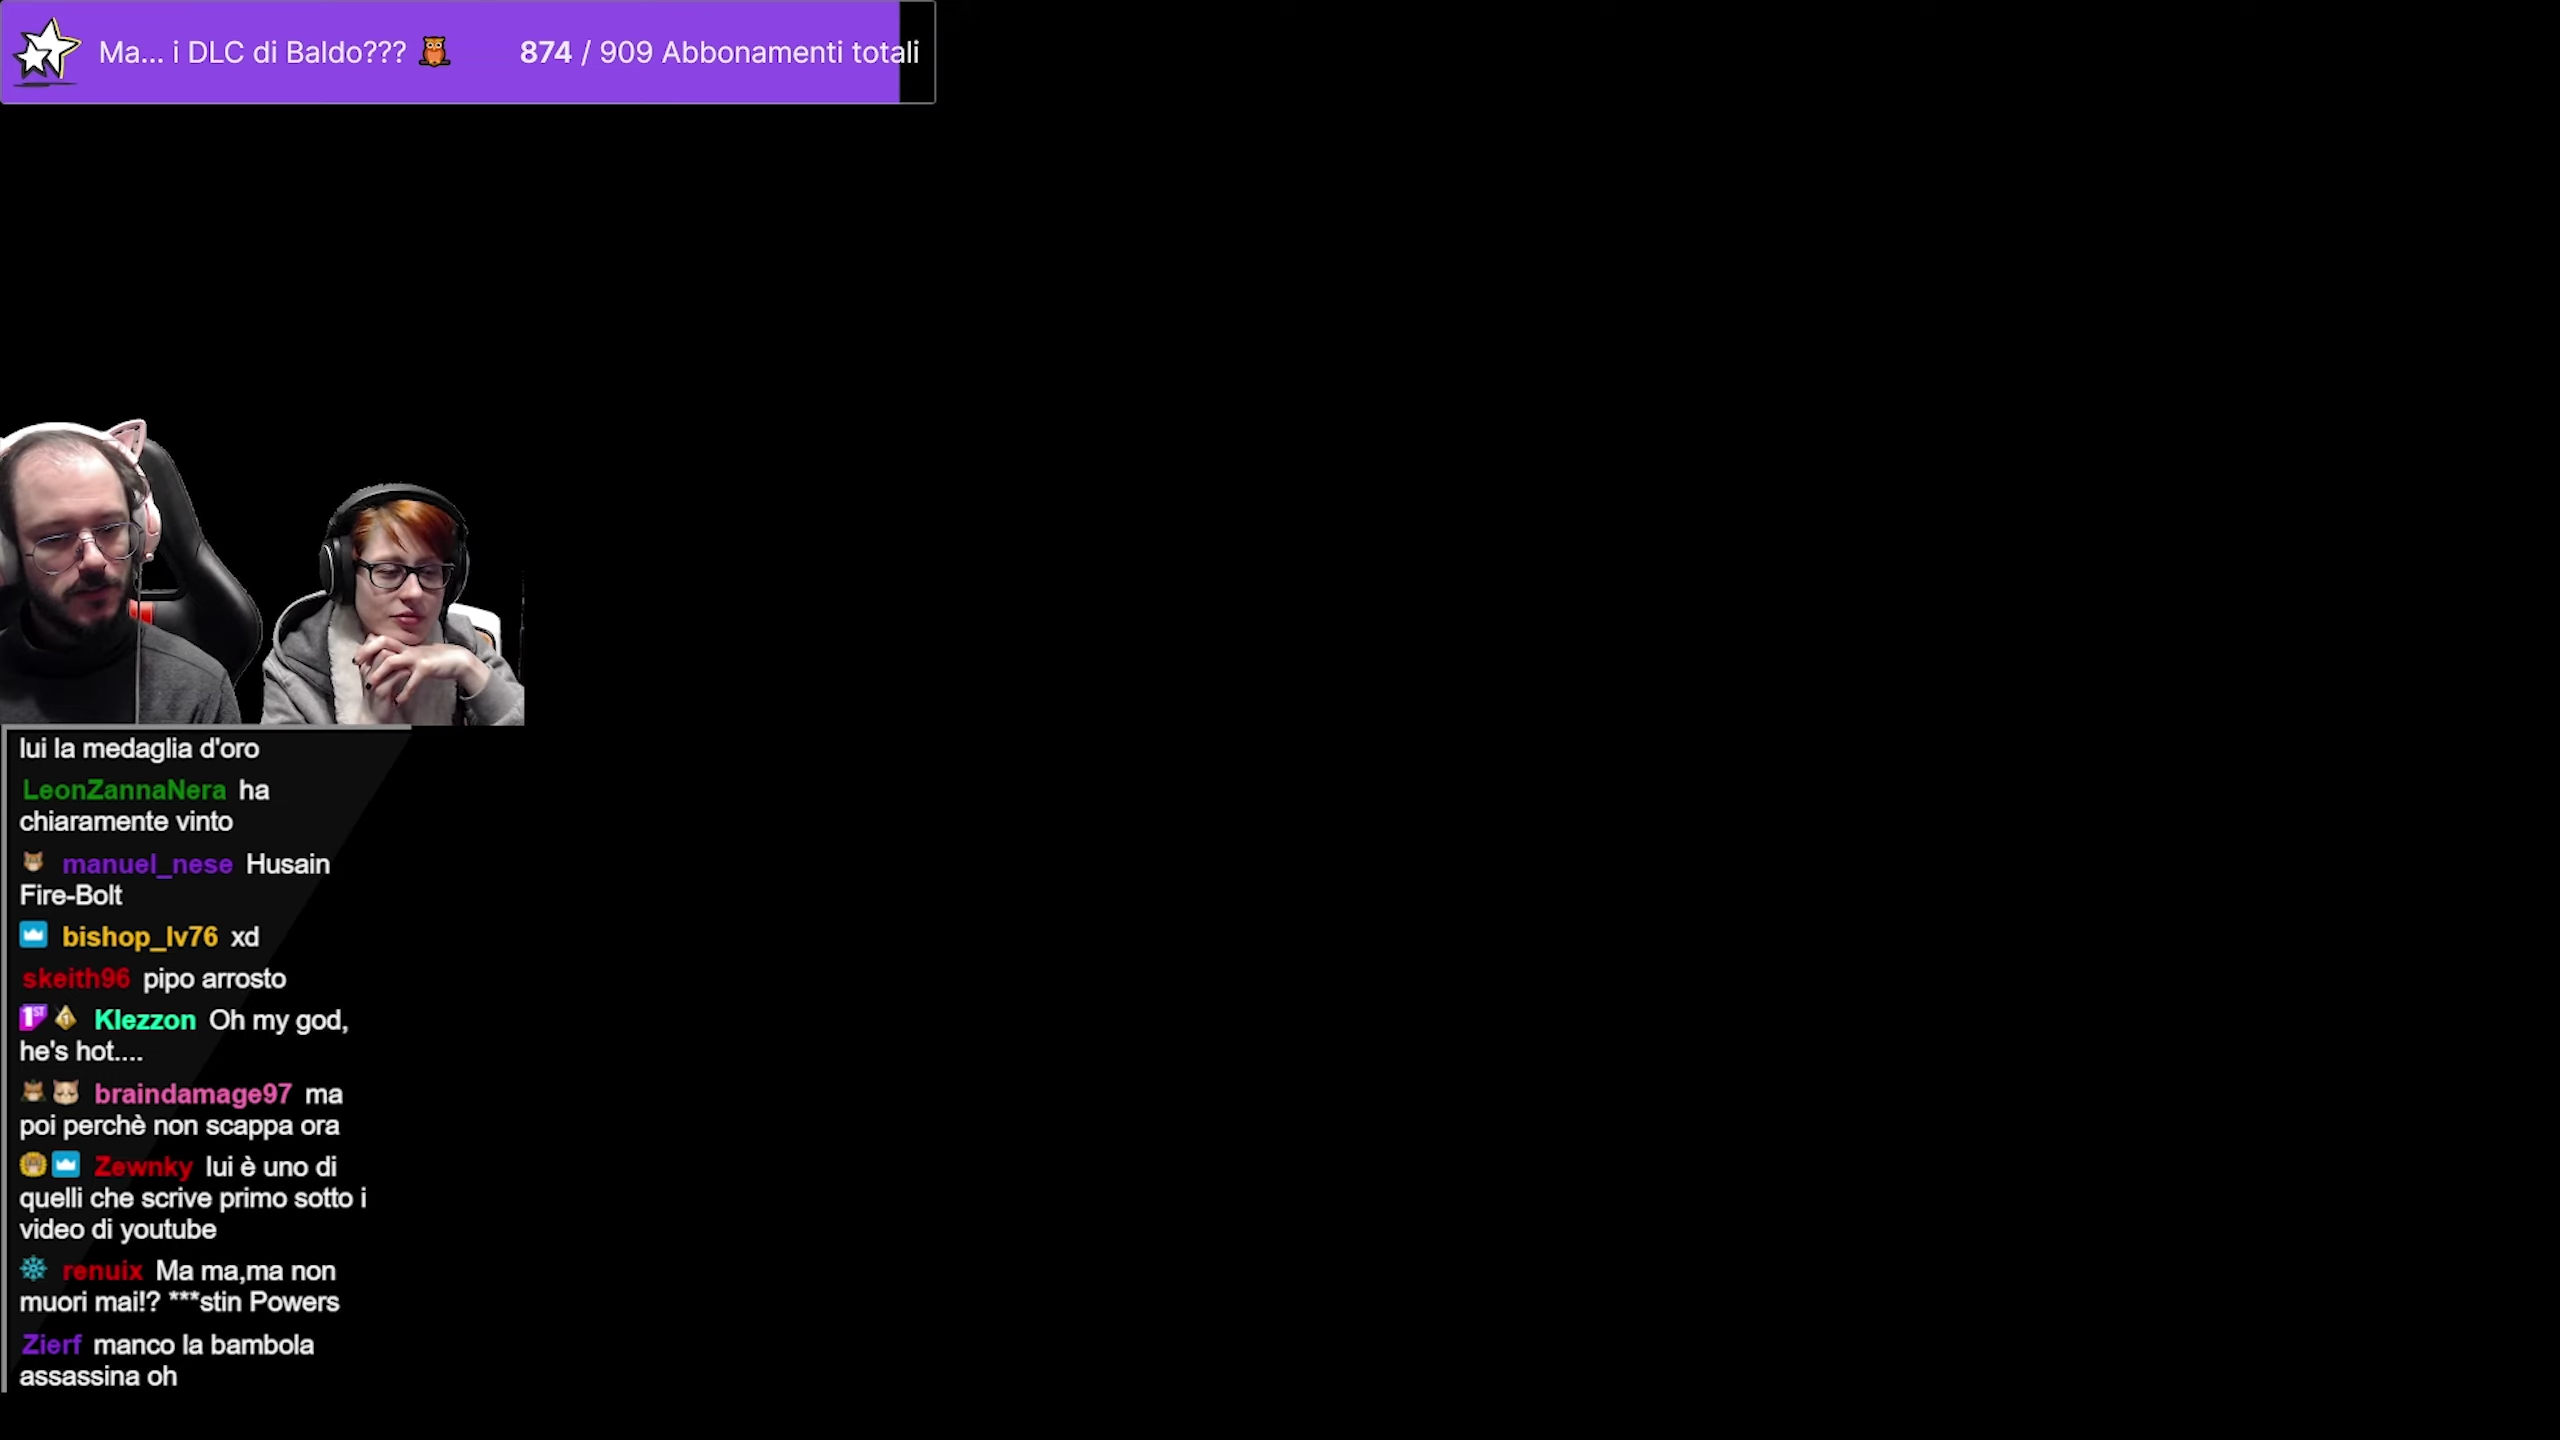 Ma... i DLC di Baldo??? 874 / 909 Abbonamenti totali
lui la medaglia d'oro
LeonZannaNera ha
chiaramente vinto
manuel_nese Husain
Fire-Bolt
bishop_lv76 xd
skeith96 pipo arrosto
1ST 1 Klezzon Oh my god,
he's hot....
braindamage97 ma
poi perchè non scappa ora
Zewnky lui è uno di
quelli che scrive primo sotto i
video di youtube
renuix Ma ma,ma non
muori mai!? ***stin Powers
Zierf manco la bambola
assassina oh